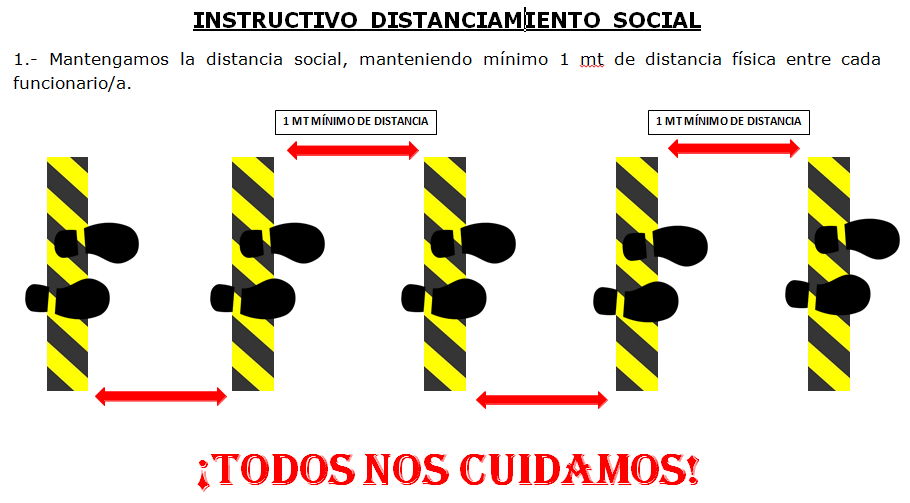 INSTRUCTIVO DISTANCIAMIENTO SOCIAL
1.- Mantengamos la distancia social, manteniendo mínimo 1 mt de distancia física entre cada
funcionario/a.
1 MT MÍNIMO DE DISTANCIA
1 MT MÍNIMO DE DISTANCIA
¡TODOS NOS CUIDAMOS!